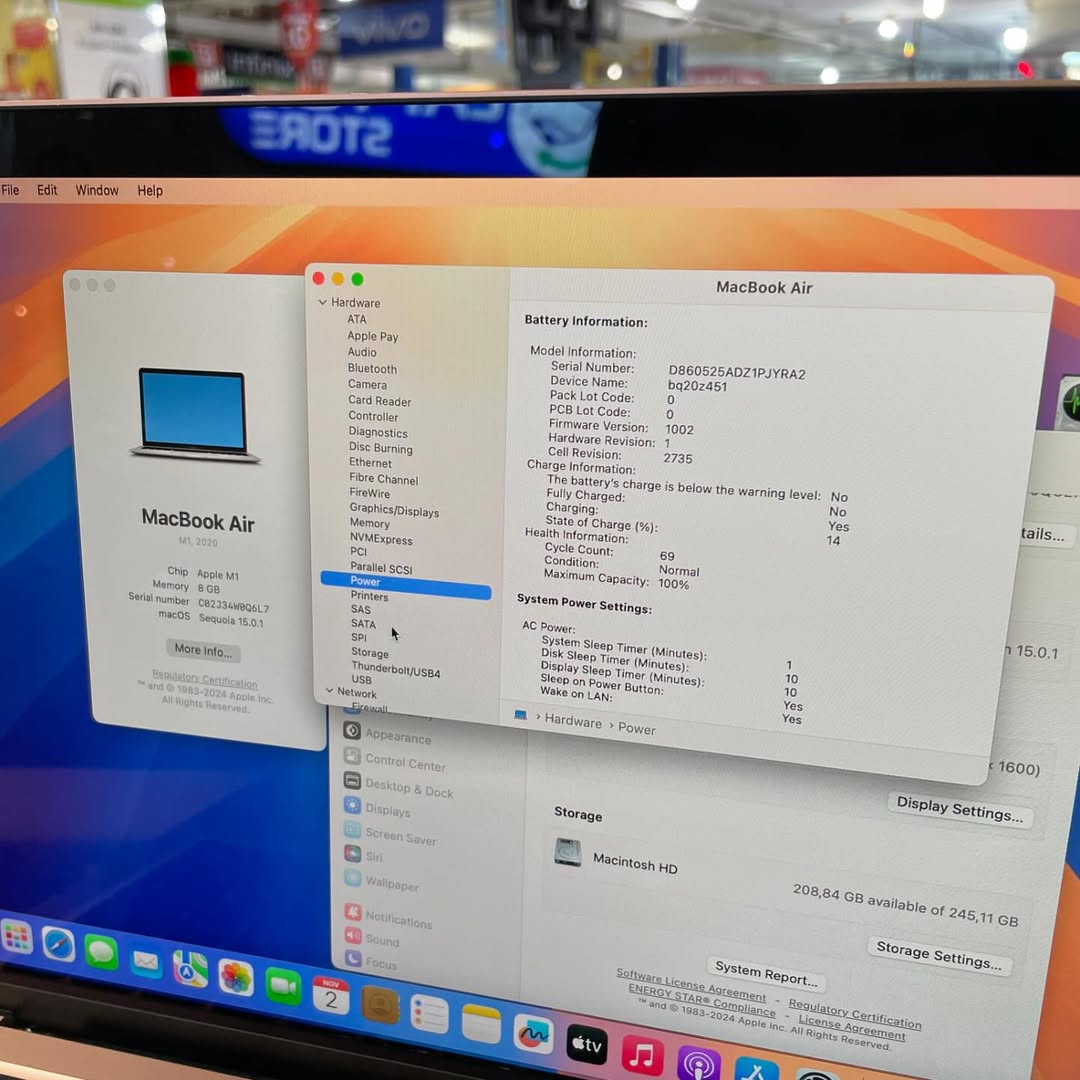 vivo
STORE
File Edit Window Help
MacBook Air
M1, 2020
Chip Apple M1
Memory 8 GB
Serial number C02J34W0Q6L7
macOS Sequoia 15.0.1
More Info...
Regulatory Certification
™ and © 1983-2024 Apple Inc.
All Rights Reserved.
MacBook Air
Hardware
ATA
Apple Pay
Audio
Bluetooth
Camera
Card Reader
Controller
Diagnostics
Disc Burning
Ethernet
Fibre Channel
FireWire
Graphics/Displays
Memory
NVMExpress
PCI
Parallel SCSI
Power
Printers
SAS
SATA
SPI
Storage
Thunderbolt/USB4
USB
Network
Firewall
Battery Information:
Model Information:
Serial Number: D860525ADZ1PJYRA2
Device Name: bq20z451
Pack Lot Code: 0
PCB Lot Code: 0
Firmware Version: 1002
Hardware Revision: 1
Cell Revision: 2735
Charge Information:
The battery's charge is below the warning level: No
Fully Charged: No
Charging: Yes
State of Charge (%): 14
Health Information:
Cycle Count: 69
Condition: Normal
Maximum Capacity: 100%
System Power Settings:
AC Power:
System Sleep Timer (Minutes): 1
Disk Sleep Timer (Minutes): 10
Display Sleep Timer (Minutes): 10
Sleep on Power Button: Yes
Wake on LAN: Yes
Hardware › Power
tails...
15.0.1
1600)
Display Settings...
Appearance
Control Center
Desktop & Dock
Displays
Screen Saver
Siri
Wallpaper
Notifications
Sound
Focus
Storage
Macintosh HD
208,84 GB available of 245,11 GB
Storage Settings...
System Report...
Software License Agreement - Regulatory Certification
ENERGY STAR® Compliance - License Agreement
™ and © 1983-2024 Apple Inc. All Rights Reserved.
NOV
2
tv